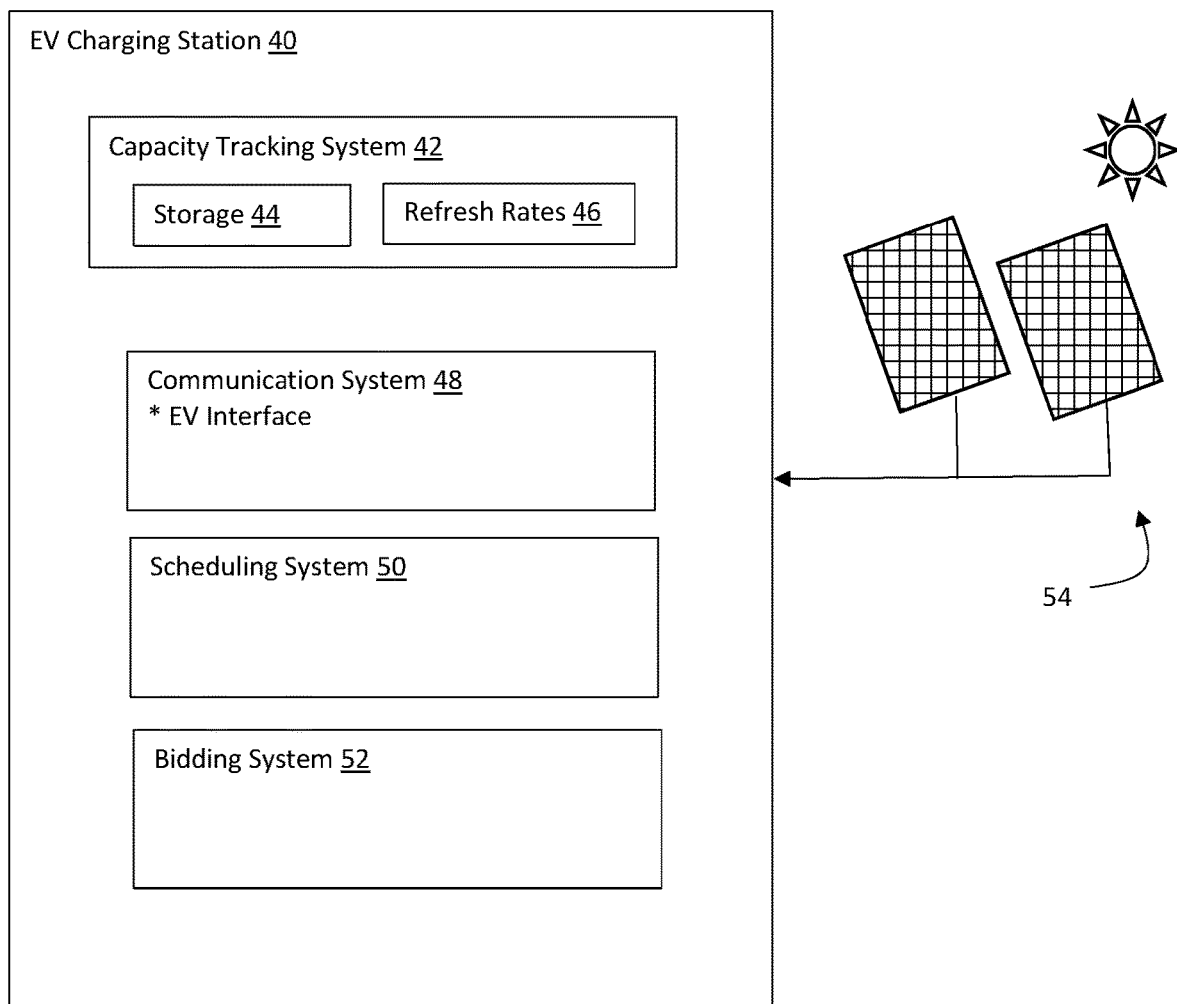 EV Charging Station 40
Capacity Tracking System 42
Storage 44
Refresh Rates 46
Communication System 48
* EV Interface
Scheduling System 50
54
Bidding System 52